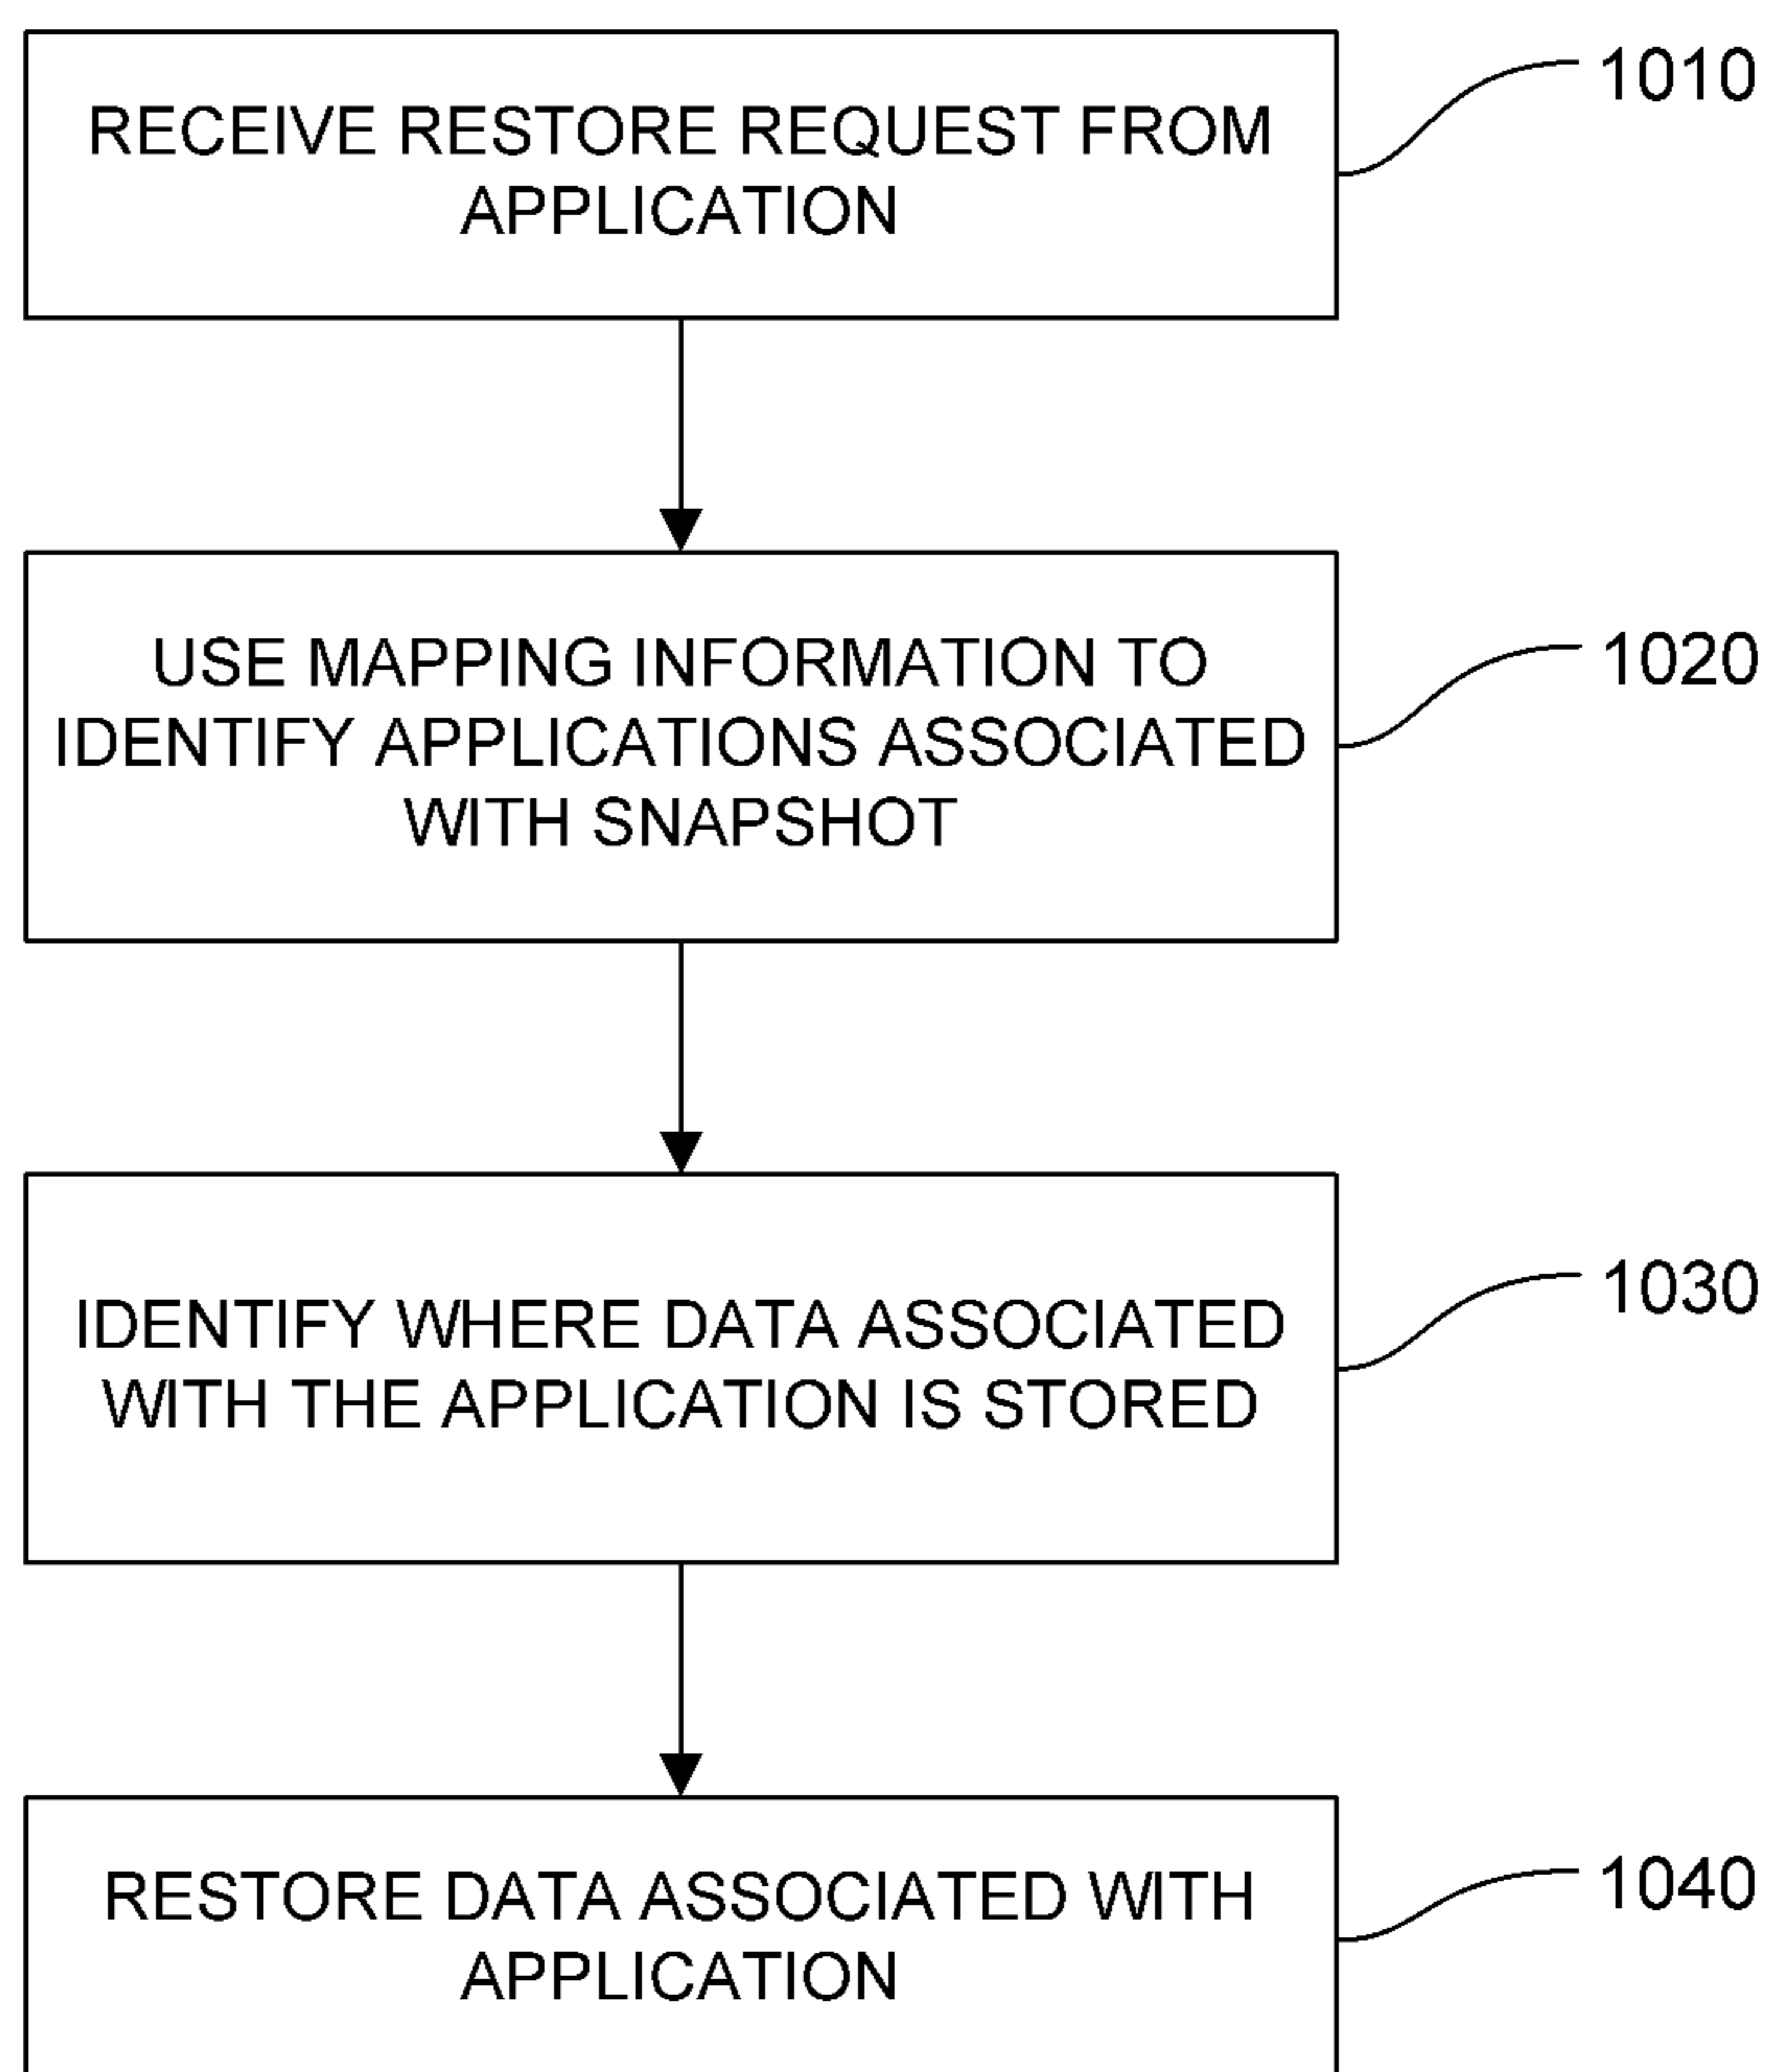 RECEIVE RESTORE REQUEST FROM
APPLICATION
1010
USE MAPPING INFORMATION TO
IDENTIFY APPLICATIONS ASSOCIATED
WITH SNAPSHOT
1020
IDENTIFY WHERE DATA ASSOCIATED
WITH THE APPLICATION IS STORED
1030
RESTORE DATA ASSOCIATED WITH
APPLICATION
1040